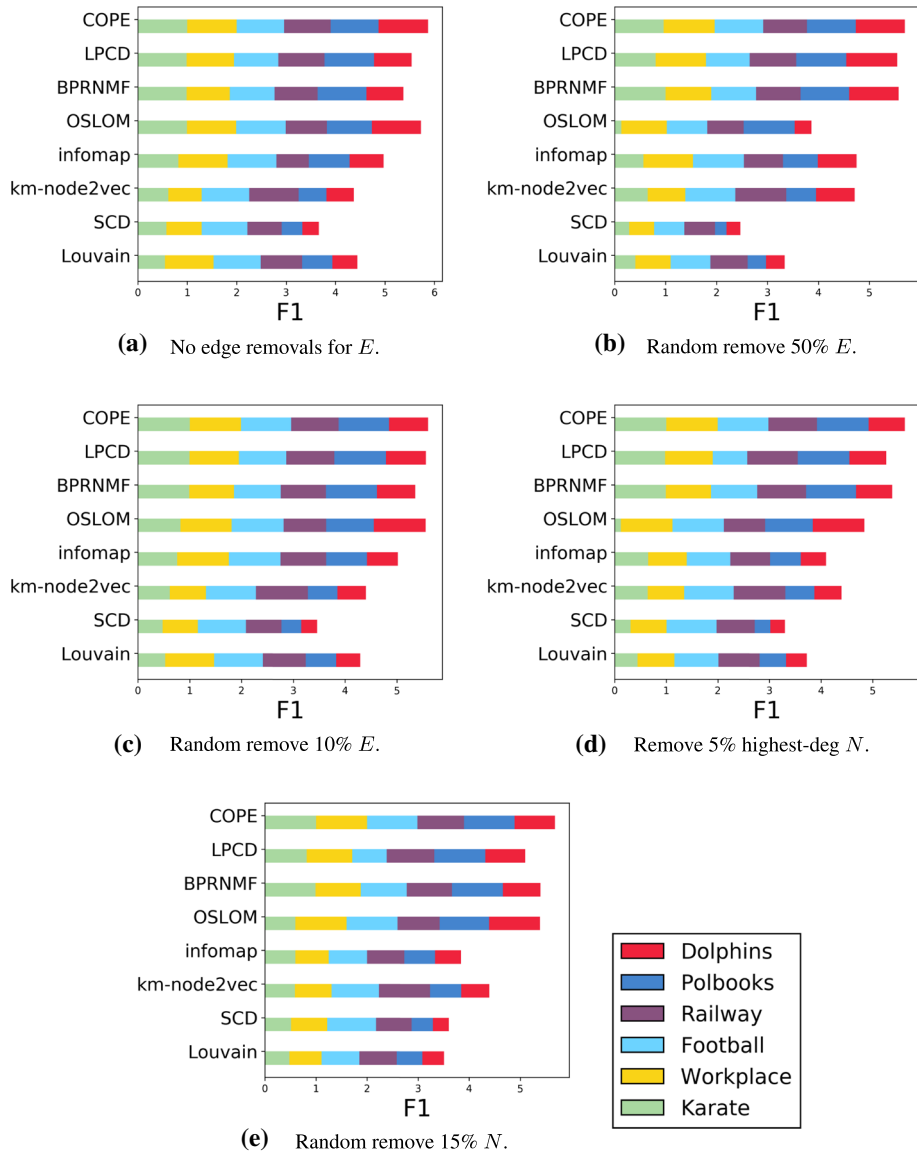 COPE
LPCD
BPRNMF
OSLOM
infomap
km-node2vec
SCD
Louvain
0 1 2 3 4 5 6
F1
(a) No edge removals for E.
COPE
LPCD
BPRNMF
OSLOM
infomap
km-node2vec
SCD
Louvain
0 1 2 3 4 5
F1
(b) Random remove 50% E.
COPE
LPCD
BPRNMF
OSLOM
infomap
km-node2vec
SCD
Louvain
0 1 2 3 4 5
F1
(c) Random remove 10% E.
COPE
LPCD
BPRNMF
OSLOM
infomap
km-node2vec
SCD
Louvain
0 1 2 3 4 5
F1
(d) Remove 5% highest-deg N.
COPE
LPCD
BPRNMF
OSLOM
infomap
km-node2vec
SCD
Louvain
0 1 2 3 4 5
F1
(e) Random remove 15% N.
Dolphins
Polbooks
Railway
Football
Workplace
Karate